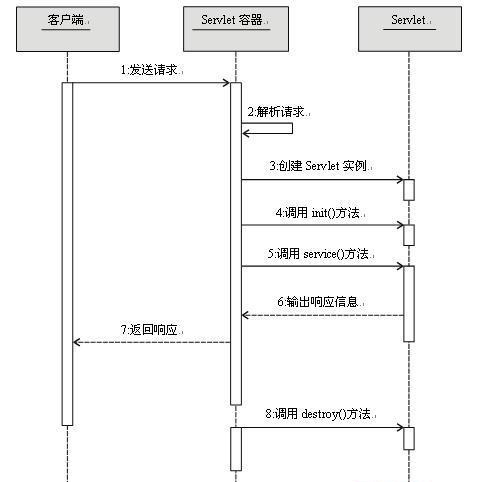 客户端
Servlet 容器
Servlet
1:发送请求
2:解析请求
3:创建 Servlet 实例
4:调用 init()方法
5:调用 service()方法
6:输出响应信息
7:返回响应
8:调用 destroy()方法